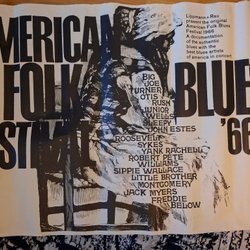 MERICAN
FOLK
BLUE
STIVA
'66
Lippmann + Rau
present the original
American Folk Blues
Festival 1966
A documentation
of the authentic
blues with the
best blues artists
of america in concert
BIG
JOE
TURNER
OTIS
RUSH
JUNIOR
WELLS
SLEEPY
JOHN ESTES
ROOSEVELT
SYKES
YANK RACHELL
ROBERT PETE
WILLIAMS
SIPPIE WALLACE
LITTLE BROTHER
MONTGOMERY
JACK MYERS
FREDDIE
BELOW